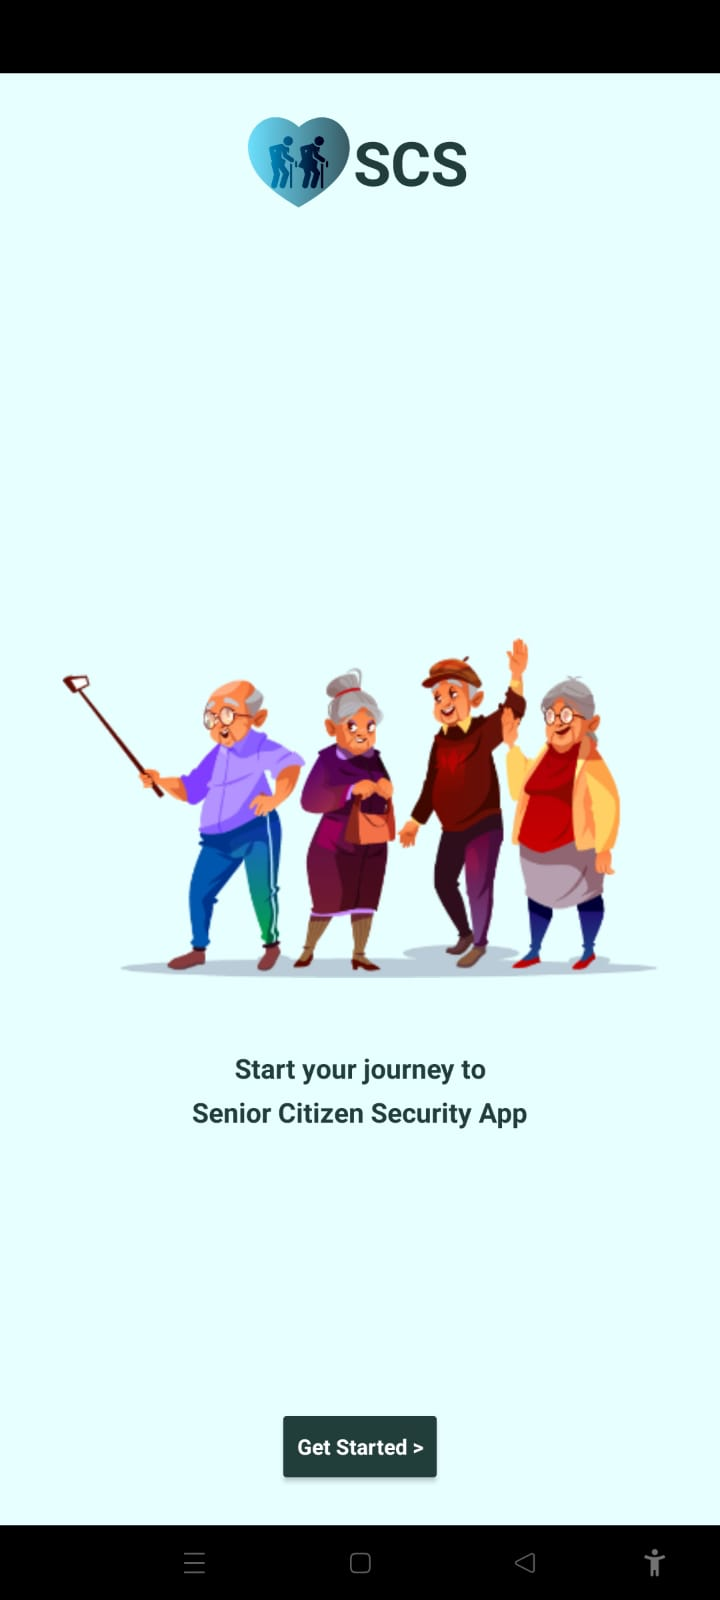 SCS
Start your journey to
Senior Citizen Security App
Get Started >